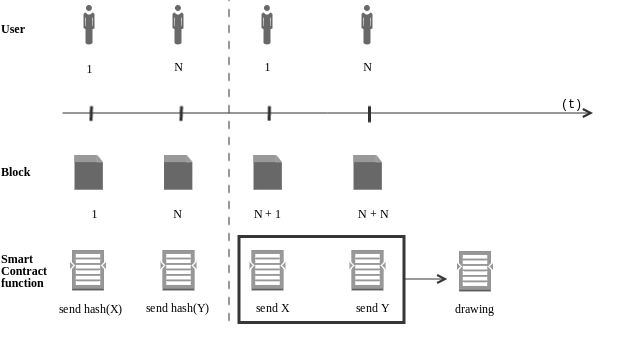 User
1 N 1 N
(t)
Block
1 N N + 1 N + N
Smart
Contract
function
send hash(X) send hash(Y) send X send Y drawing